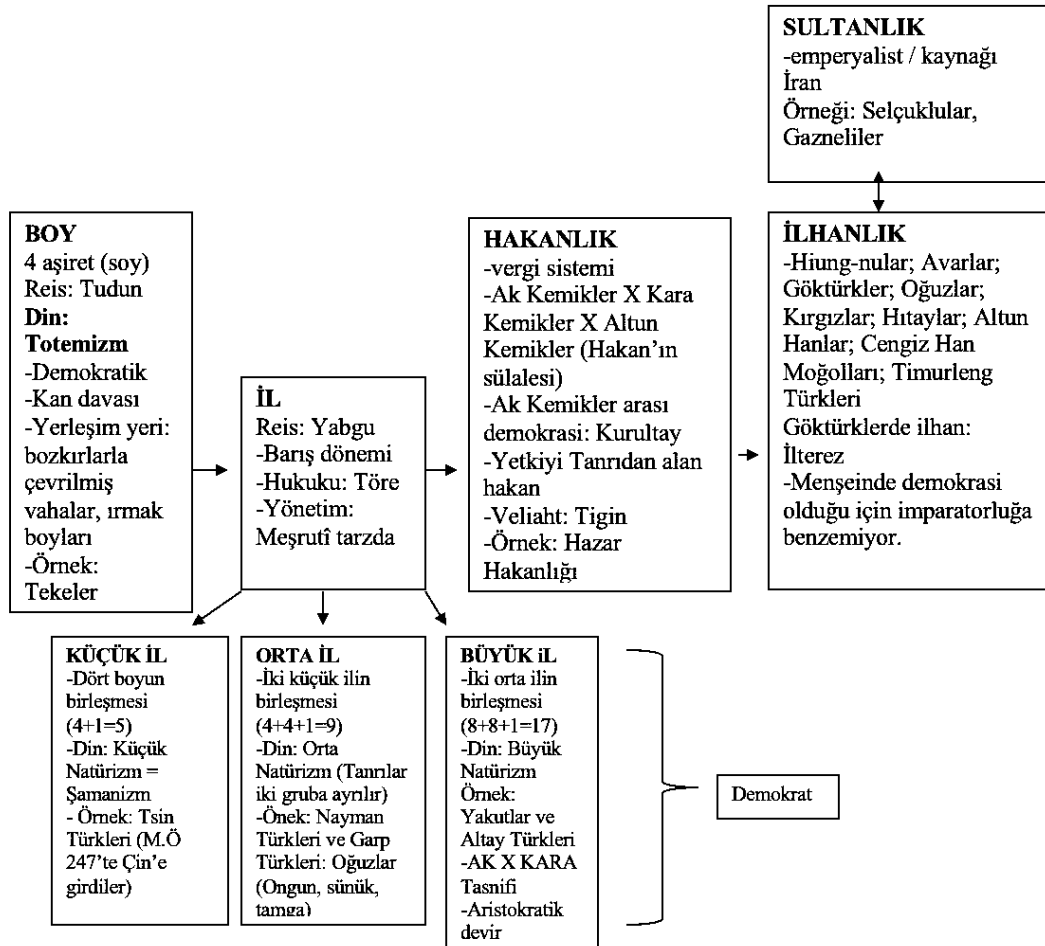 SULTANLIK
-emperyalist / kaynağı
İran
Örneği: Selçuklular,
Gazneliler
BOY
4 aşiret (soy)
Reis: Tudun
Din:
Totemizm
-Demokratik
-Kan davası
-Yerleşim yeri:
bozkırlarla
çevrilmiş
vahalar, ırmak
boyları
-Örnek:
Tekeler
İL
Reis: Yabgu
-Barış dönemi
-Hukuku: Töre
-Yönetim:
Meşrutî tarzda
HAKANLIK
-vergi sistemi
-Ak Kemikler X Kara
Kemikler X Altun
Kemikler (Hakan’ın
sülalesi)
-Ak Kemikler arası
demokrasi: Kurultay
-Yetkiyi Tanrıdan alan
hakan
-Veliaht: Tigin
-Örnek: Hazar
Hakanlığı
İLHANLIK
-Hiung-nular; Avarlar;
Göktürkler; Oğuzlar;
Kırgızlar; Hıtaylar; Altun
Hanlar; Cengiz Han
Moğolları; Timurleng
Türkleri
Göktürklerde ilhan:
İlterez
-Menşeinde demokrasi
olduğu için imparatorluğa
benzemiyor.
KÜÇÜK İL
-Dört boyun
birleşmesi
(4+1=5)
-Din: Küçük
Natürizm =
Şamanizm
- Örnek: Tsin
Türkleri (M.Ö
247’te Çin’e
girdiler)
ORTA İL
-İki küçük ilin
birleşmesi
(4+4+1=9)
-Din: Orta
Natürizm (Tanrılar
iki gruba ayrılır)
-Önek: Nayman
Türkleri ve Garp
Türkleri: Oğuzlar
(Ongun, sünük,
tamga)
BÜYÜK iL
-İki orta ilin
birleşmesi
(8+8+1=17)
-Din: Büyük
Natürizm
Örnek:
Yakutlar ve
Altay Türkleri
-AK X KARA
Tasnifi
-Aristokratik
devir
Demokrat